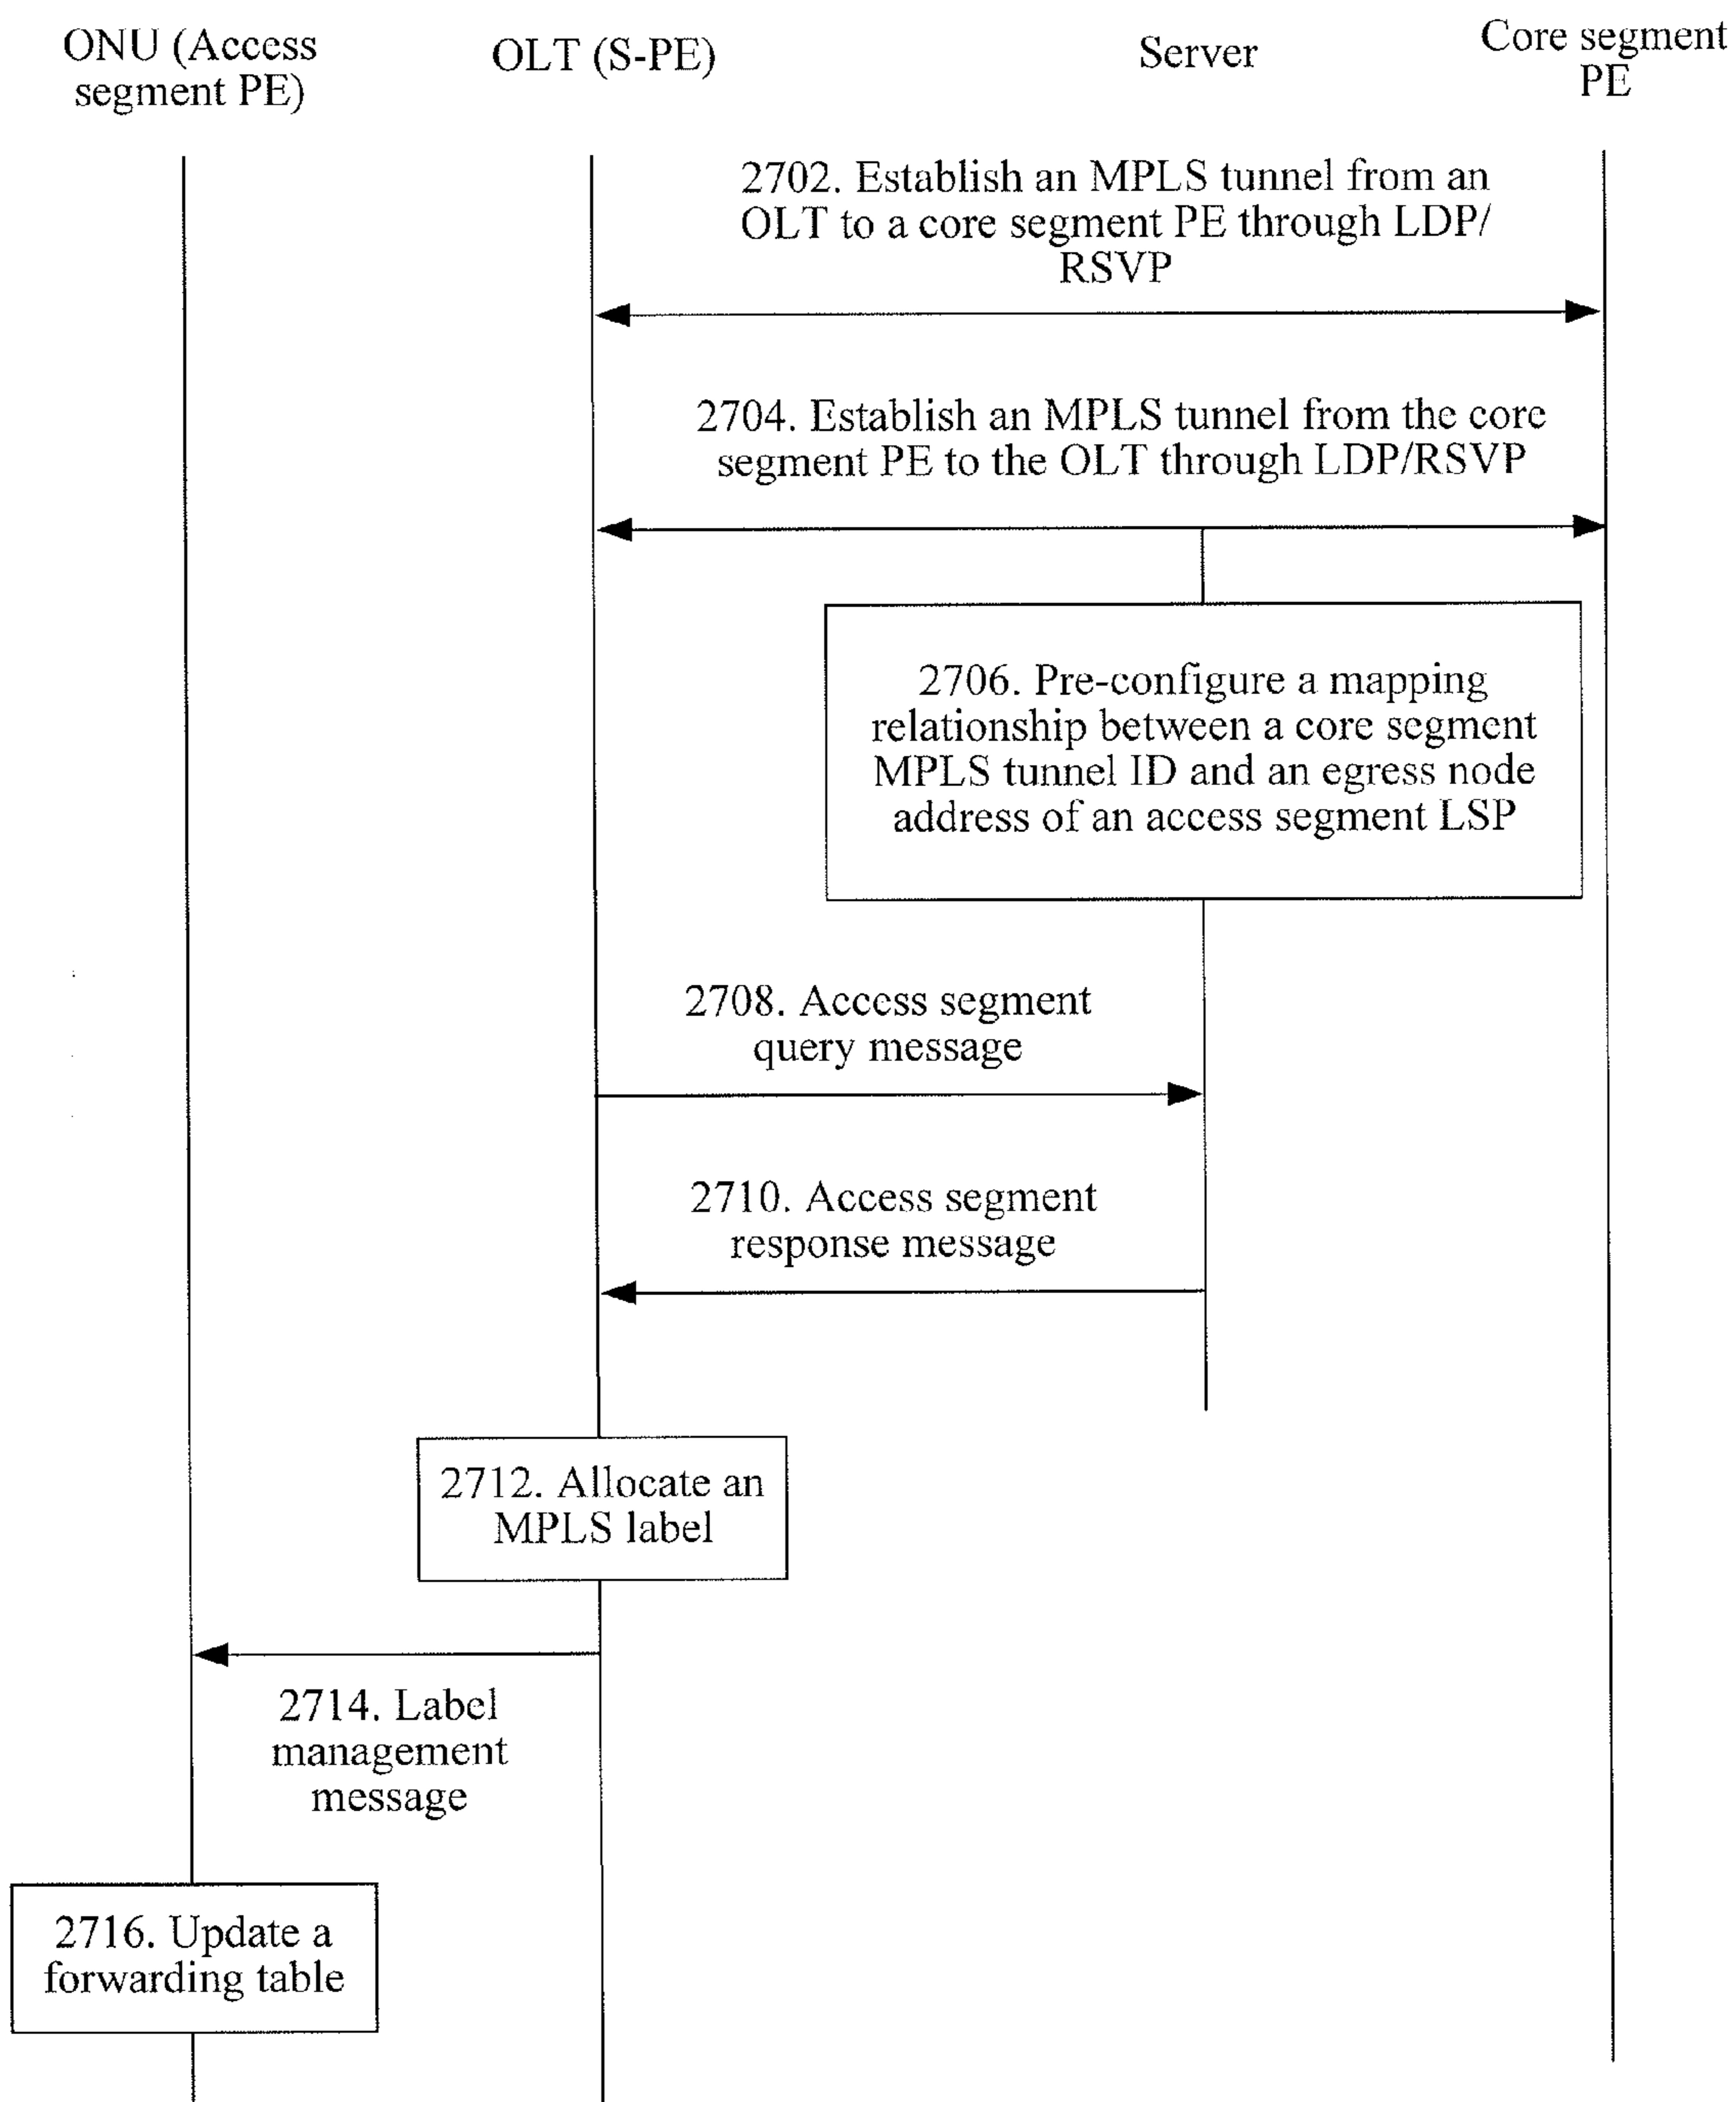 ONU (Access
segment PE)
OLT (S-PE)
Server
Core segment
PE
2702. Establish an MPLS tunnel from an
OLT to a core segment PE through LDP/
RSVP
2704. Establish an MPLS tunnel from the core
segment PE to the OLT through LDP/RSVP
2706. Pre-configure a mapping
relationship between a core segment
MPLS tunnel ID and an egress node
address of an access segment LSP
2708. Access segment
query message
2710. Access segment
response message
2712. Allocate an
MPLS label
2714. Label
management
message
2716. Update a
forwarding table